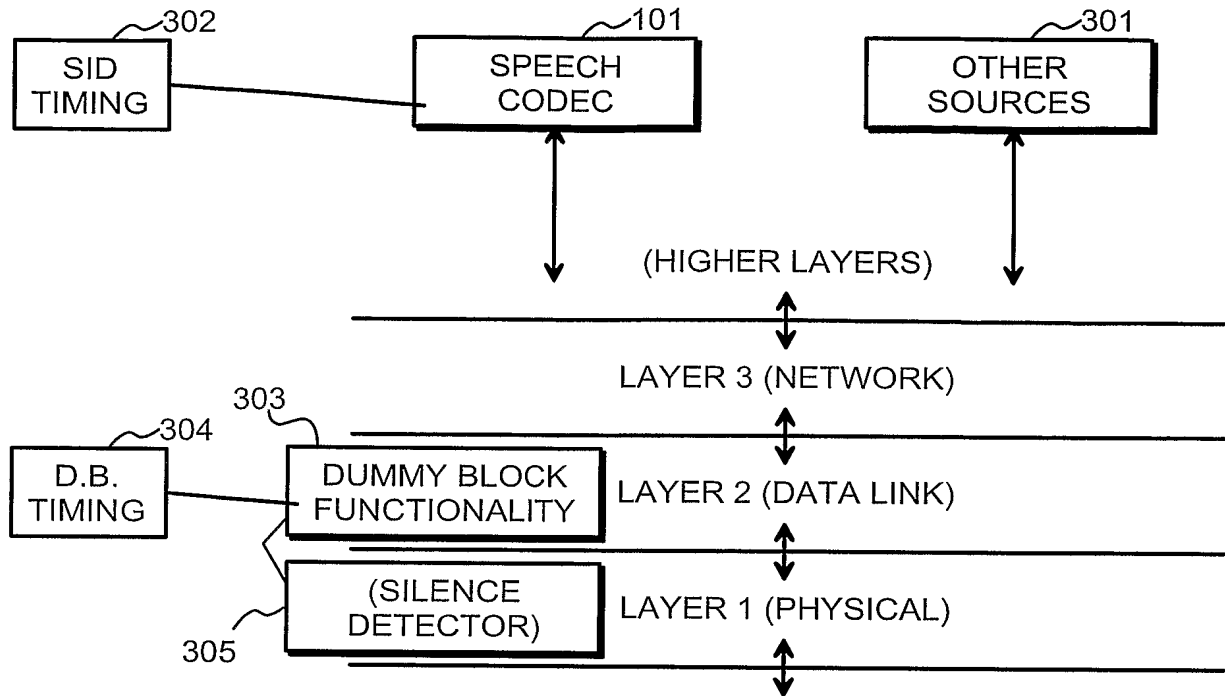 302
101
301
SID
TIMING
SPEECH
CODEC
OTHER
SOURCES
(HIGHER LAYERS)
LAYER 3 (NETWORK)
304
303
D.B.
TIMING
DUMMY BLOCK
FUNCTIONALITY
LAYER 2 (DATA LINK)
(SILENCE
DETECTOR)
LAYER 1 (PHYSICAL)
305